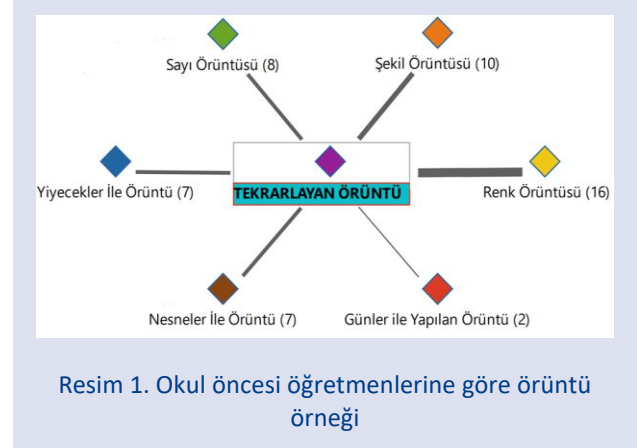 Sayı Örüntüsü (8)
Şekil Örüntüsü (10)
Yiyecekler İle Örüntü (7)
TEKRARLAYAN ÖRÜNTÜ
Renk Örüntüsü (16)
Nesneler İle Örüntü (7)
Günler ile Yapılan Örüntü (2)
Resim 1. Okul öncesi öğretmenlerine göre örüntü
örneği